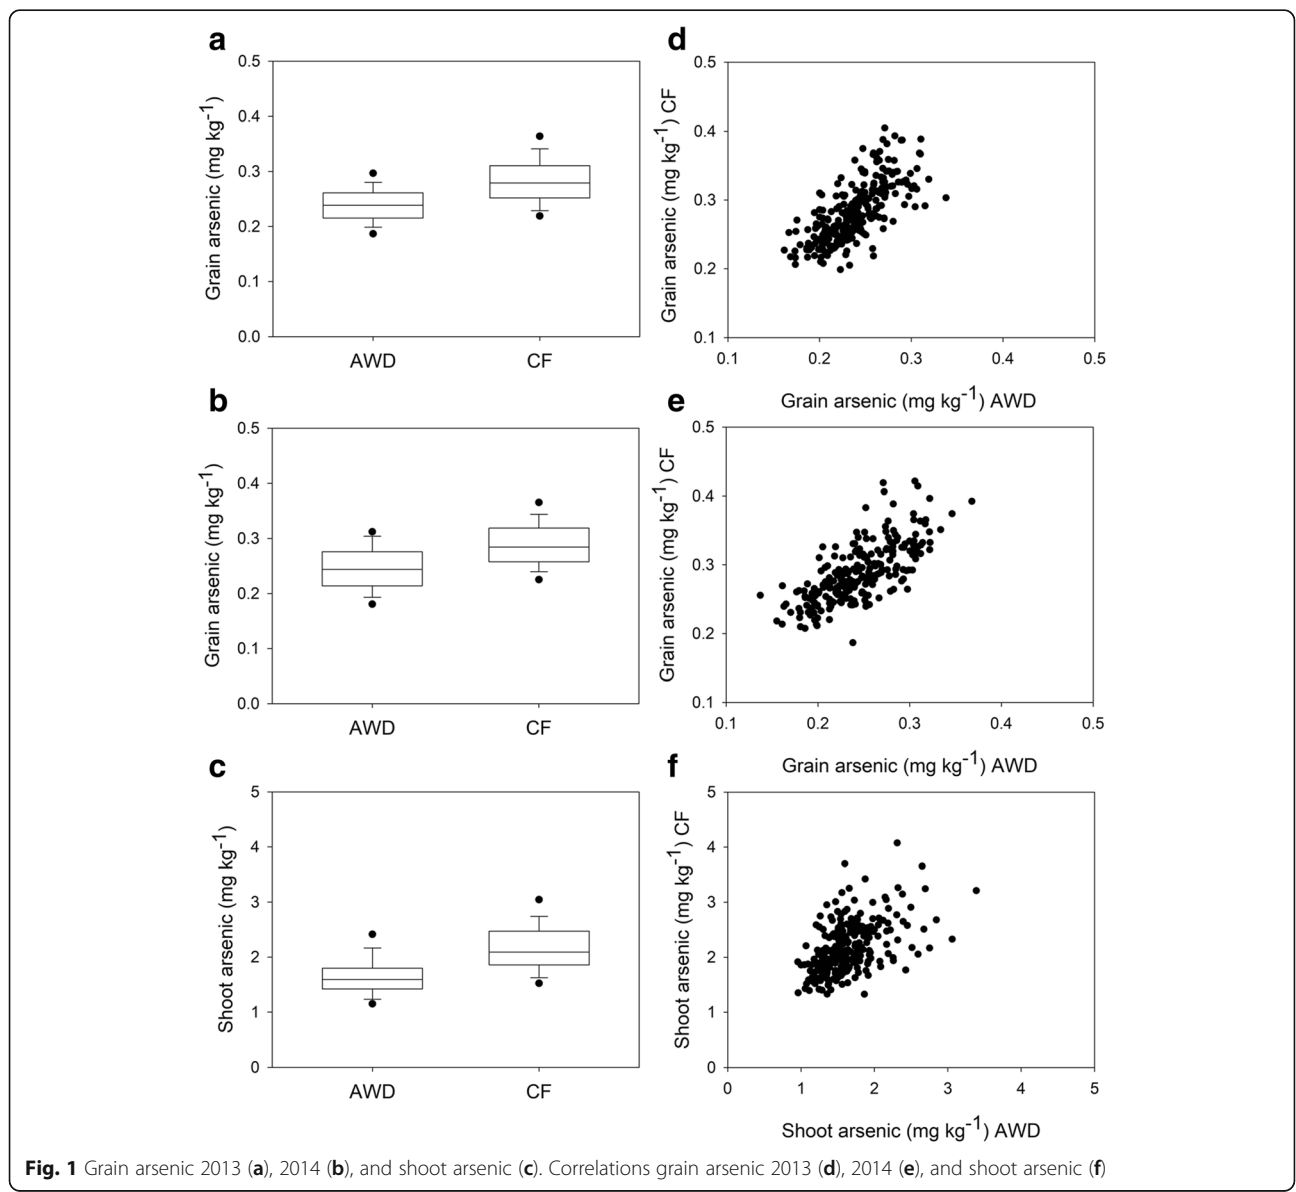 a
0.5
0.4
0.3
0.2
0.1
0.0
Grain arsenic (mg kg⁻¹)
AWD CF
d
0.5
0.4
0.3
0.2
0.1
Grain arsenic (mg kg⁻¹) CF
0.1 0.2 0.3 0.4 0.5
Grain arsenic (mg kg⁻¹) AWD
b
0.5
0.4
0.3
0.2
0.1
0.0
Grain arsenic (mg kg⁻¹)
AWD CF
e
0.5
0.4
0.3
0.2
0.1
Grain arsenic (mg kg⁻¹) CF
0.1 0.2 0.3 0.4 0.5
Grain arsenic (mg kg⁻¹) AWD
c
5
4
3
2
1
0
Shoot arsenic (mg kg⁻¹)
AWD CF
f
5
4
3
2
1
0
Shoot arsenic (mg kg⁻¹) CF
0 1 2 3 4 5
Shoot arsenic (mg kg⁻¹) AWD
Fig. 1 Grain arsenic 2013 (a), 2014 (b), and shoot arsenic (c). Correlations grain arsenic 2013 (d), 2014 (e), and shoot arsenic (f)